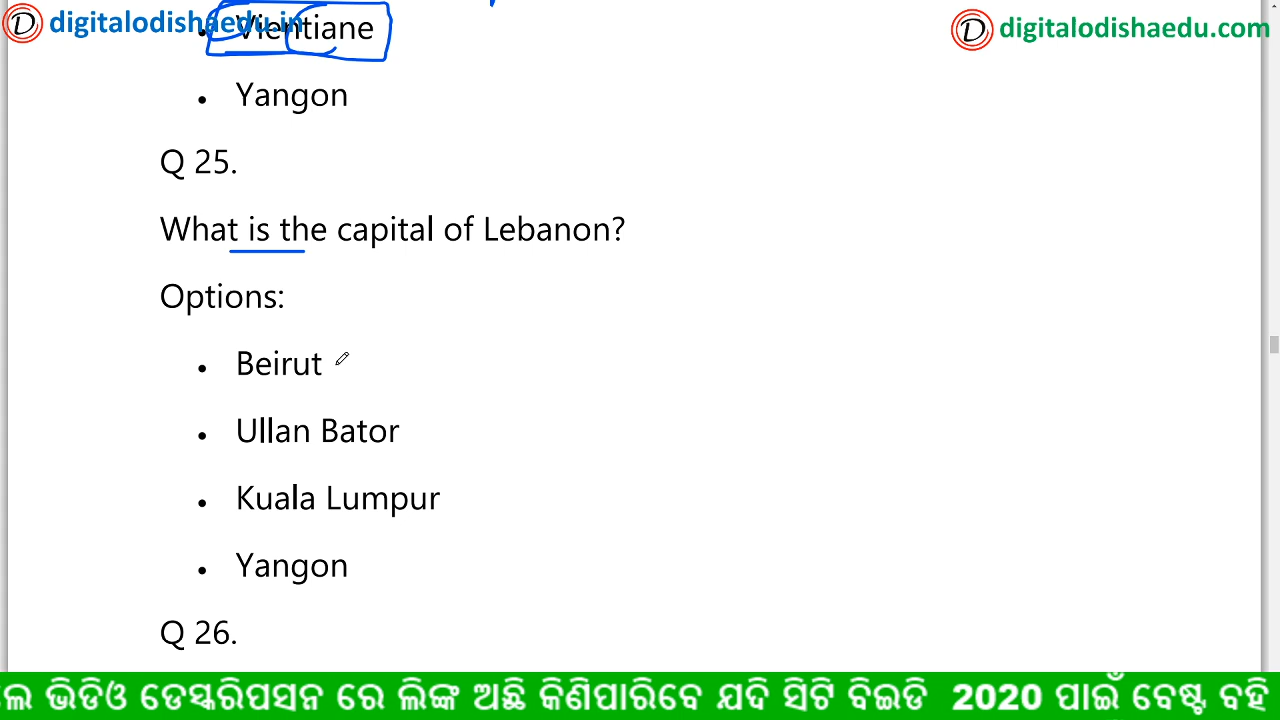 digitalodishaedu.in
digitalodishaedu.com
Vientiane
Yangon
Q 25.
What is the capital of Lebanon?
Options:
Beirut
Ullan Bator
Kuala Lumpur
Yangon
Q 26.
ଲେ ଭିଡିଓ ଡେସ୍କରିପସନ ରେ ଲିଙ୍କ ଅଛି କିଣିପାରିବେ ଯଦି ସିଟି ବିଇଡି 2020 ପାଇଁ ବେଷ୍ଟ ବହି